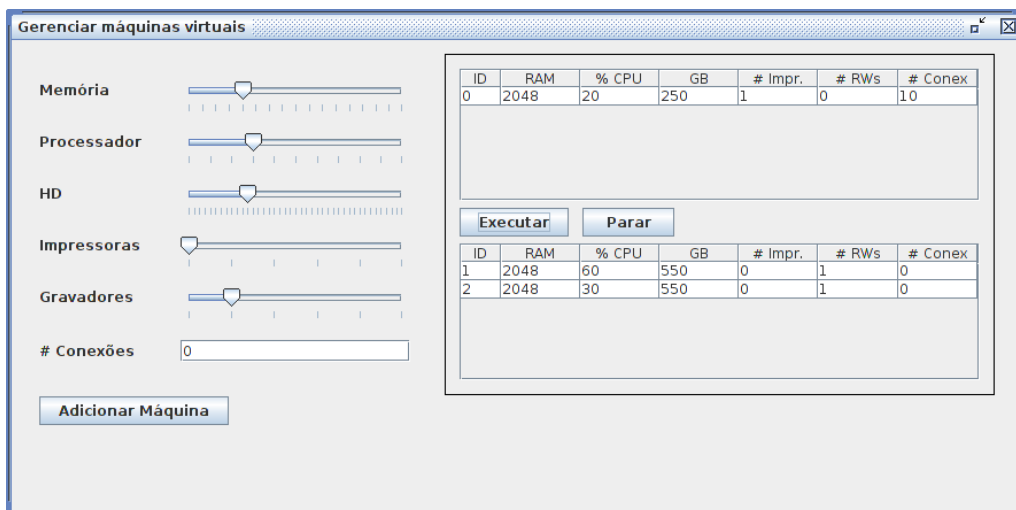 Gerenciar máquinas virtuais
Memória
Processador
HD
Impressoras
Gravadores
# Conexões 0
Adicionar Máquina
ID RAM % CPU GB # Impr. # RWs # Conex
0 2048 20 250 1 0 10
Executar Parar
ID RAM % CPU GB # Impr. # RWs # Conex
1 2048 60 550 0 1 0
2 2048 30 550 0 1 0